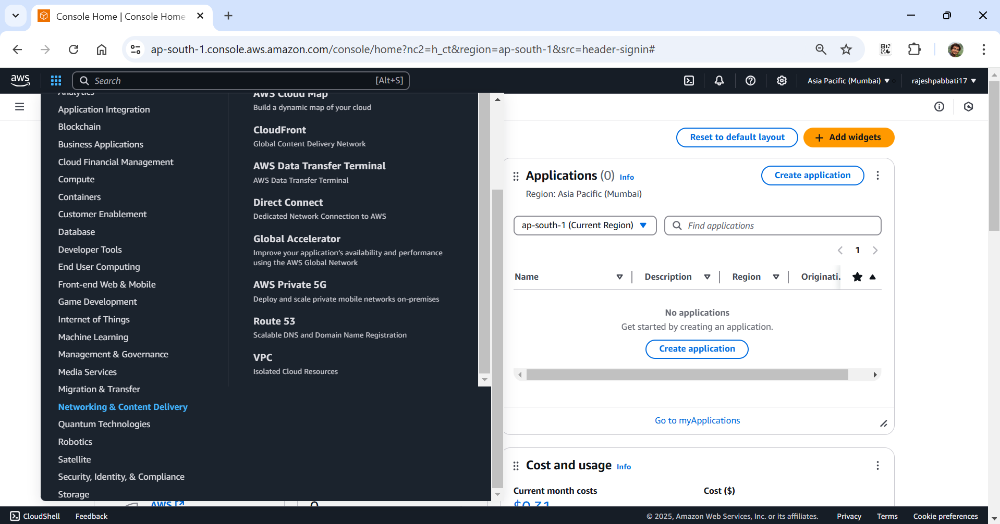 Console Home | Console Home
ap-south-1.console.aws.amazon.com/console/home?nc2=h_ct&region=ap-south-1&src=header-signin#
aws
Search
[Alt+S]
Asia Pacific (Mumbai)
rajeshpabbati17
Analytics
Application Integration
Blockchain
Business Applications
Cloud Financial Management
Compute
Containers
Customer Enablement
Database
Developer Tools
End User Computing
Front-end Web & Mobile
Game Development
Internet of Things
Machine Learning
Management & Governance
Media Services
Migration & Transfer
Networking & Content Delivery
Quantum Technologies
Robotics
Satellite
Security, Identity, & Compliance
Storage
AWS Cloud Map
Build a dynamic map of your cloud
CloudFront
Global Content Delivery Network
AWS Data Transfer Terminal
AWS Data Transfer Terminal
Direct Connect
Dedicated Network Connection to AWS
Global Accelerator
Improve your application's availability and performance
using the AWS Global Network
AWS Private 5G
Deploy and scale private mobile networks on-premises
Route 53
Scalable DNS and Domain Name Registration
VPC
Isolated Cloud Resources
Reset to default layout
+ Add widgets
Applications (0) Info
Create application
Region: Asia Pacific (Mumbai)
ap-south-1 (Current Region)
Find applications
1
Name
Description
Region
Originati.
No applications
Get started by creating an application.
Create application
Go to myApplications
Cost and usage Info
Current month costs
Cost ($)
$0.31
AWS
0
CloudShell
Feedback
© 2025, Amazon Web Services, Inc. or its affiliates.
Privacy
Terms
Cookie preferences